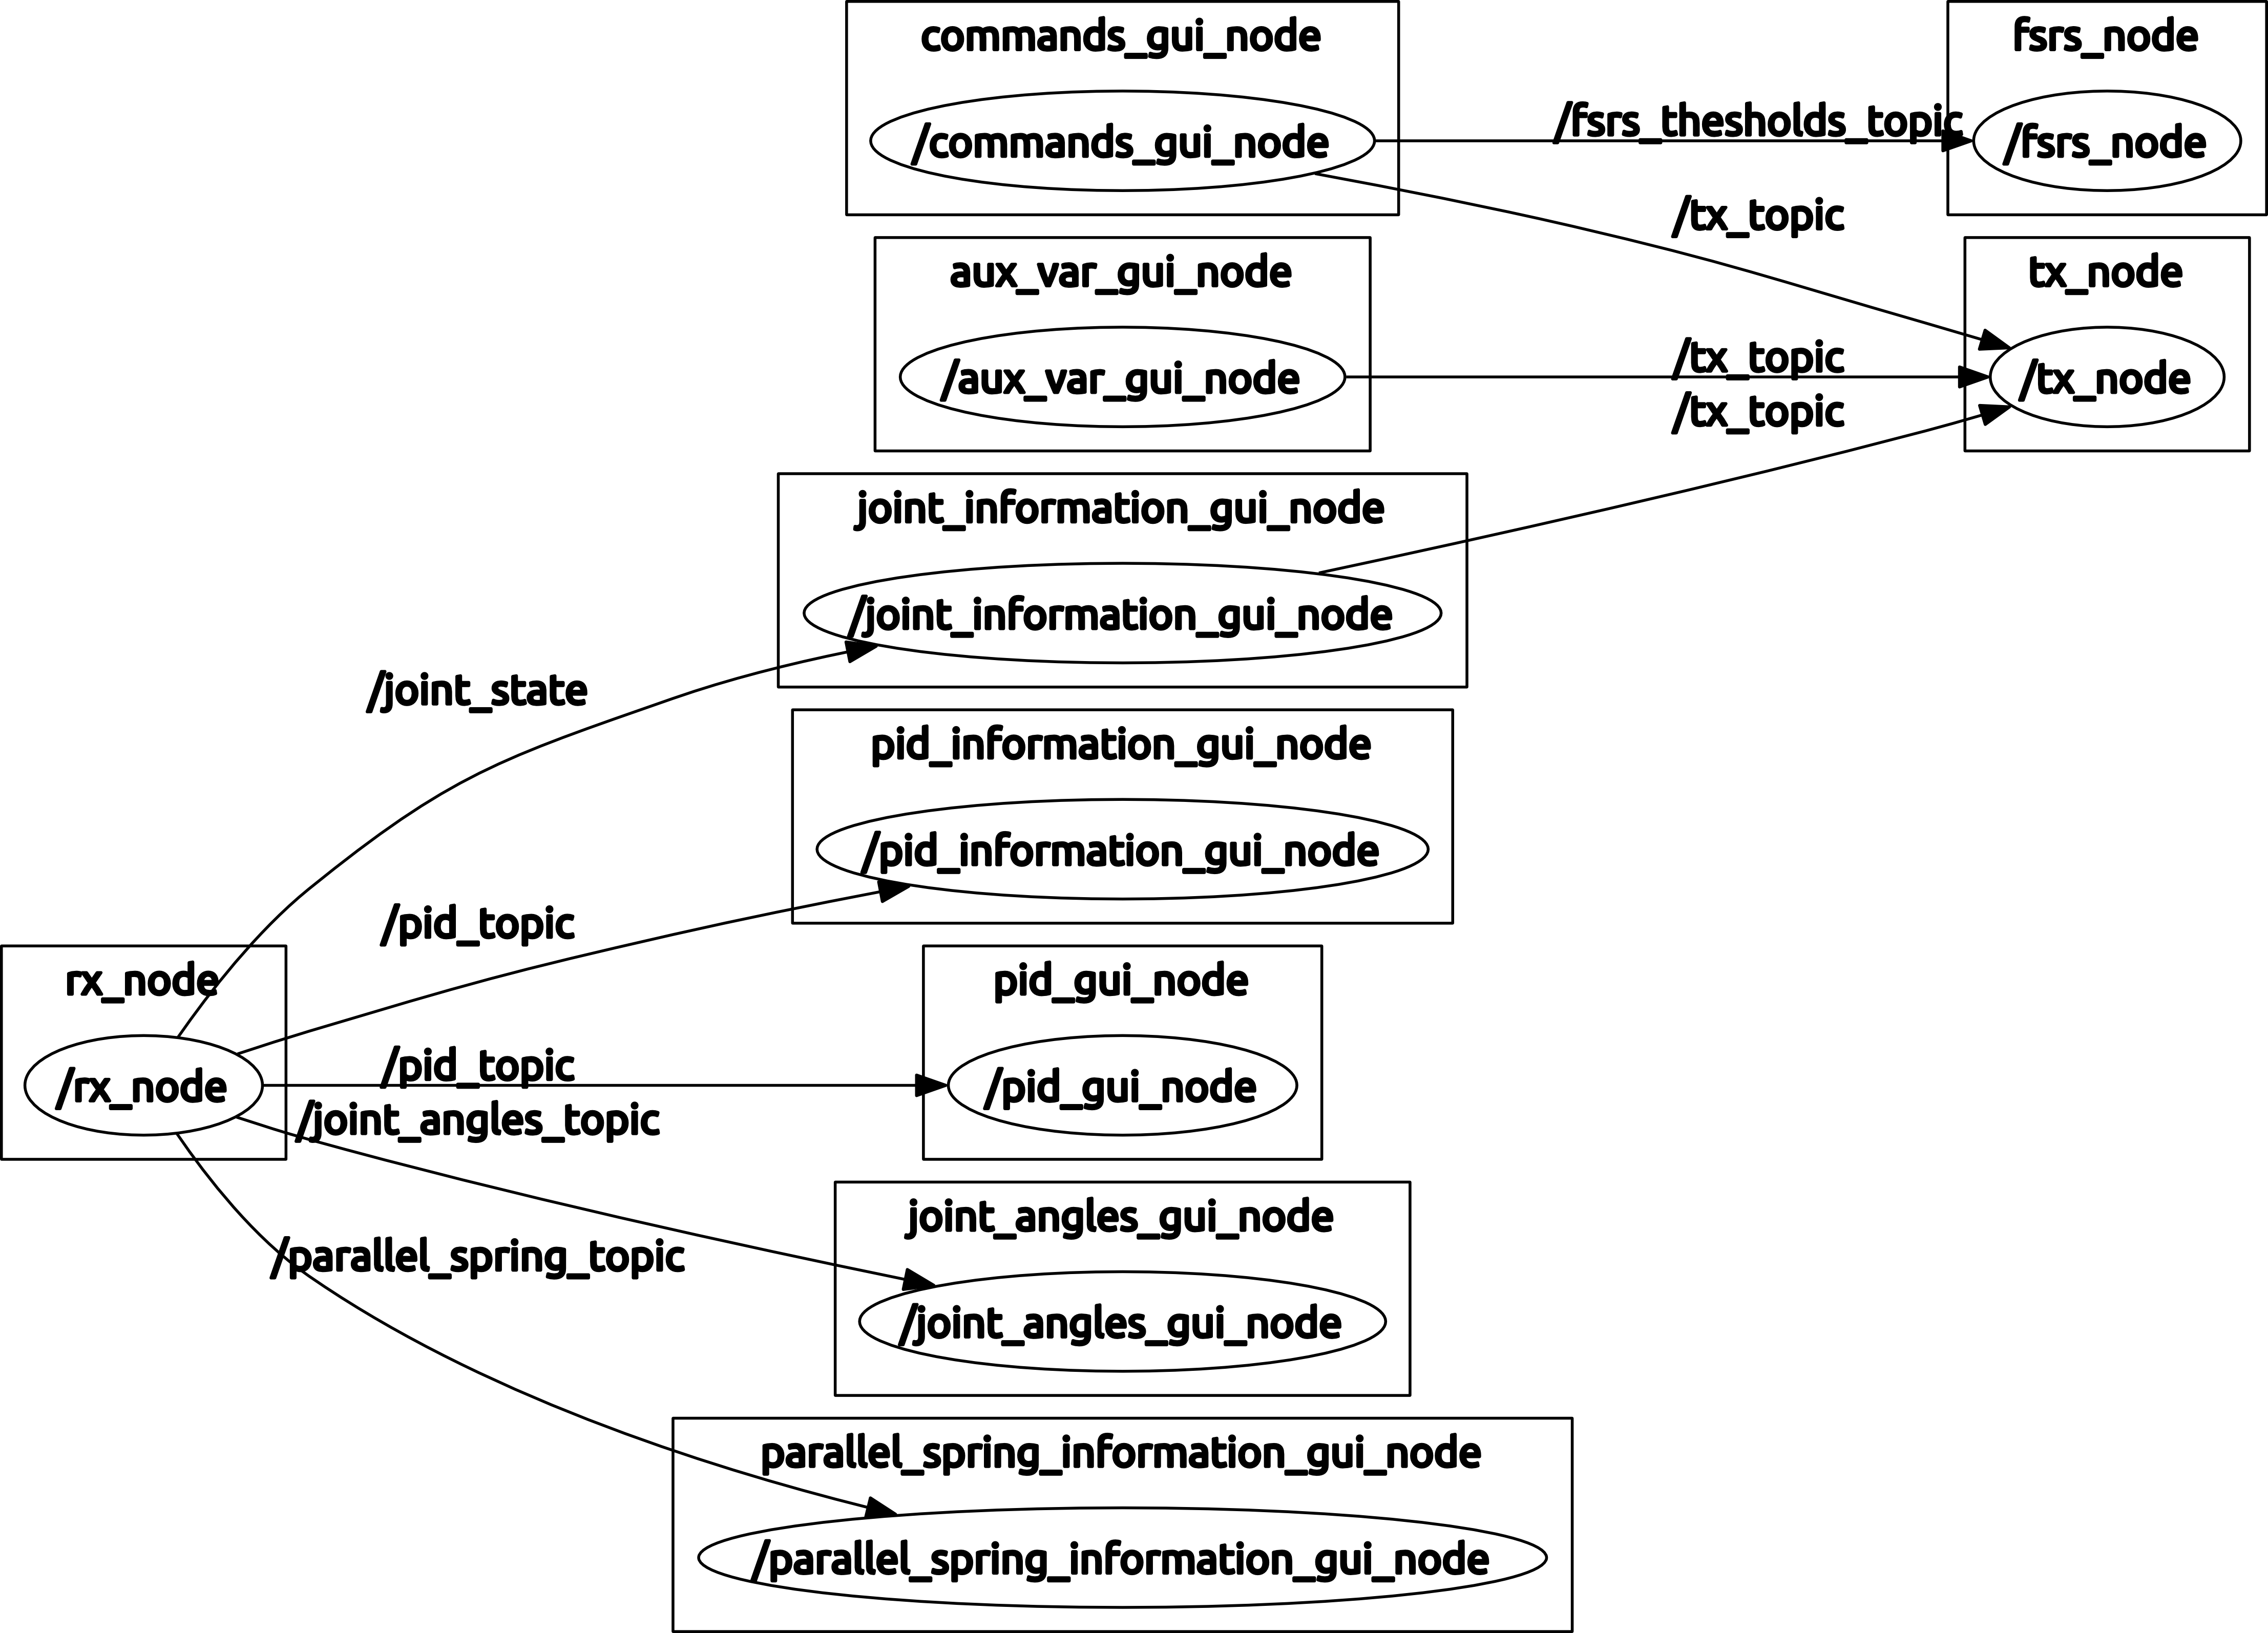 commands_gui_node
/commands_gui_node
fsrs_node
/fsrs_thesholds_topic
/fsrs_node
/tx_topic
aux_var_gui_node
/aux_var_gui_node
tx_node
/tx_topic
/tx_node
/tx_topic
joint_information_gui_node
/joint_information_gui_node
/joint_state
pid_information_gui_node
/pid_information_gui_node
/pid_topic
rx_node
/rx_node
pid_gui_node
/pid_topic
/pid_gui_node
/joint_angles_topic
joint_angles_gui_node
/joint_angles_gui_node
/parallel_spring_topic
parallel_spring_information_gui_node
/parallel_spring_information_gui_node